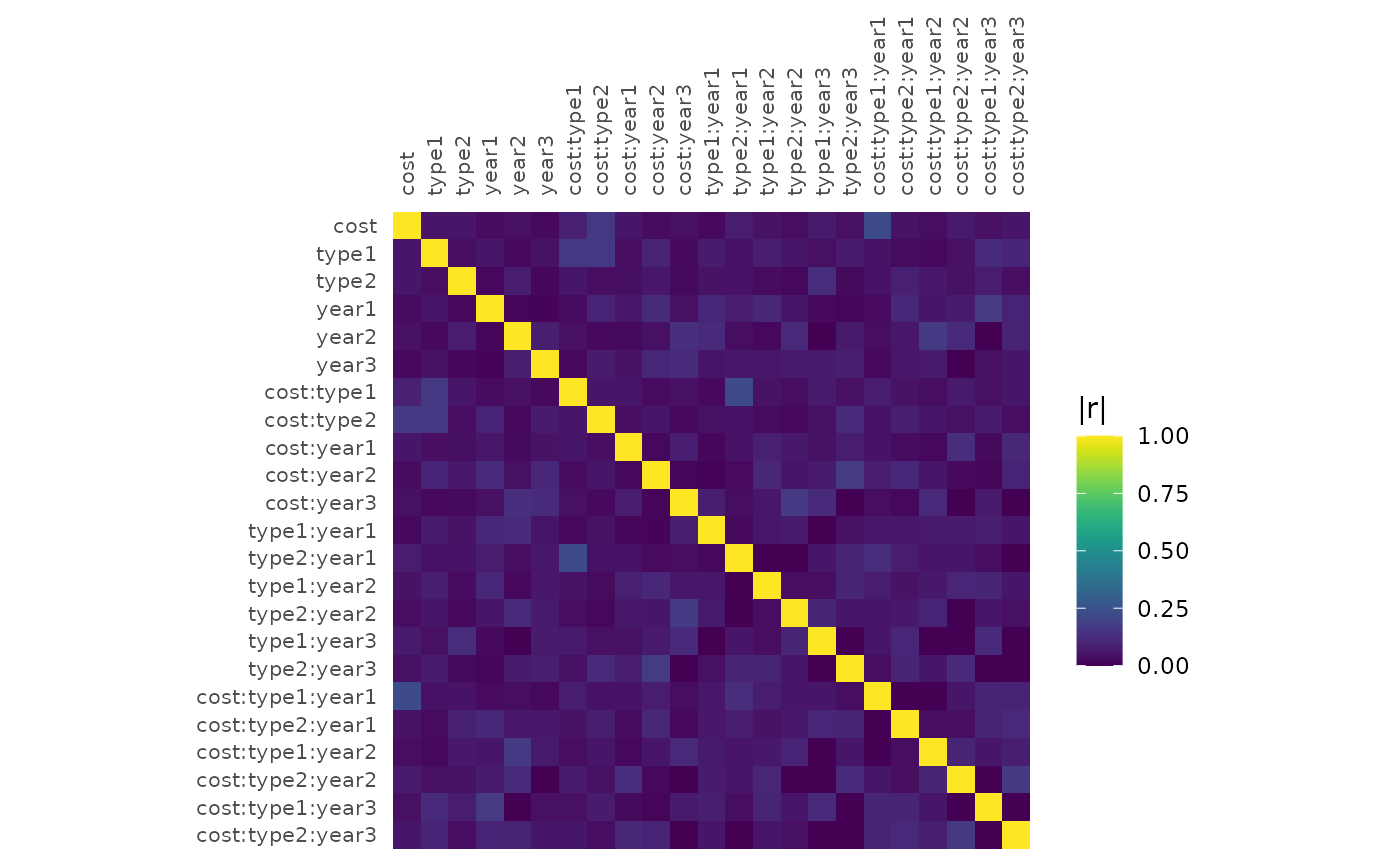 cost
type1
type2
year1
year2
year3
cost:type1
cost:type2
cost:year1
cost:year2
cost:year3
type1:year1
type2:year1
type1:year2
type2:year2
type1:year3
type2:year3
cost:type1:year1
cost:type2:year1
cost:type1:year2
cost:type2:year2
cost:type1:year3
cost:type2:year3
cost
type1
type2
year1
year2
year3
cost:type1
cost:type2
cost:year1
cost:year2
cost:year3
type1:year1
type2:year1
type1:year2
type2:year2
type1:year3
type2:year3
cost:type1:year1
cost:type2:year1
cost:type1:year2
cost:type2:year2
cost:type1:year3
cost:type2:year3
|r|
1.00
0.75
0.50
0.25
0.00